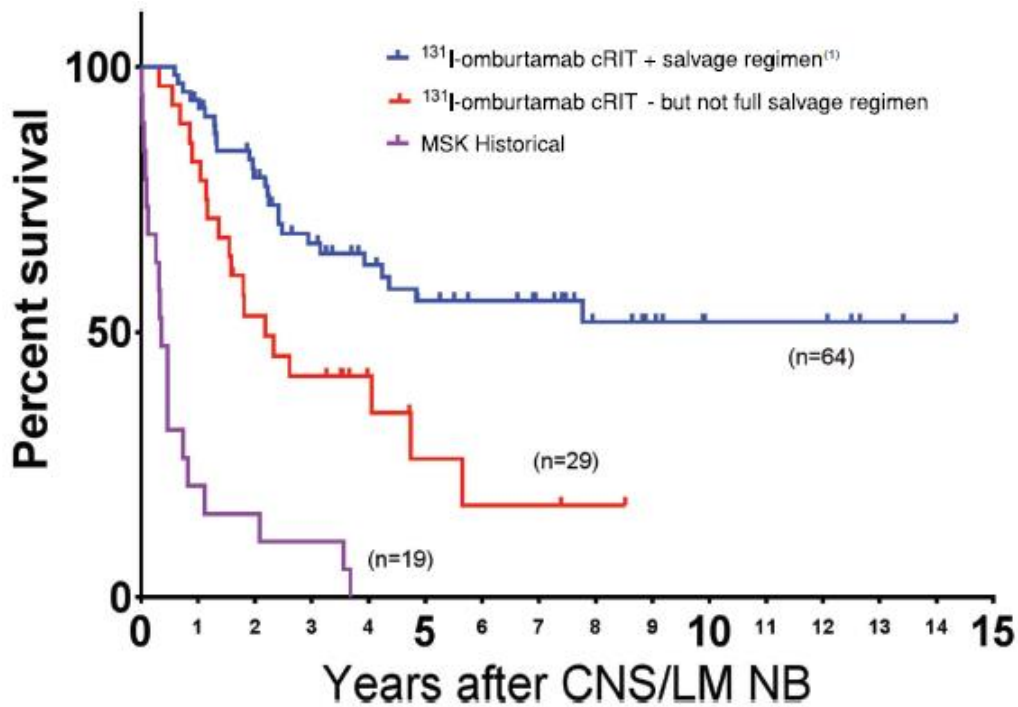 ¹³¹I-omburtamab cRIT + salvage regimen⁽¹⁾
¹³¹I-omburtamab cRIT - but not full salvage regimen
MSK Historical
Percent survival
100
50
0
(n=64)
(n=29)
(n=19)
0 1 2 3 4 5 6 7 8 9 10 11 12 13 14 15
Years after CNS/LM NB